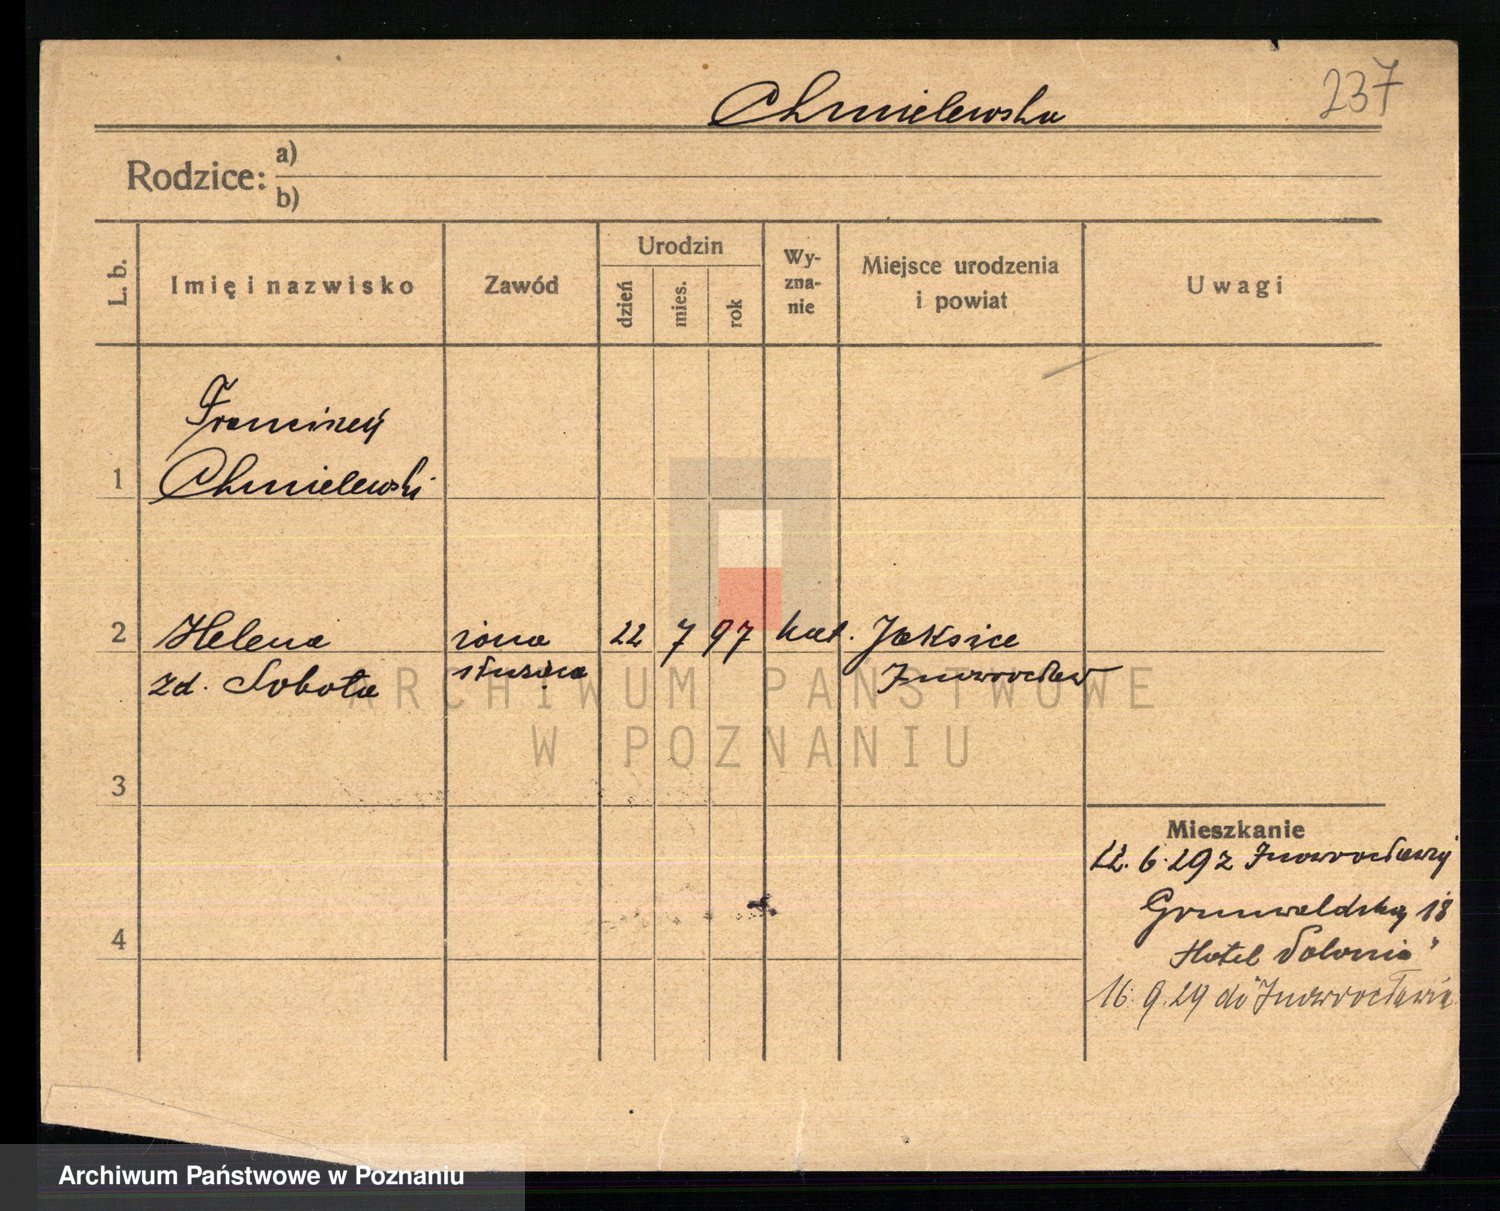 237
Chmielewska
Rodzice: a)
b)
L. b.
Imię i nazwisko
Zawód
Urodzin
dzień
mies.
rok
Wy-
zna-
nie
Miejsce urodzenia
i powiat
Uwagi
Franciszek
1 Chmielewski
2 Helena żona 22 7 97 kat. Jaksice
zd. Sobota służąca Inowrocław
3
4
Mieszkanie
22.6.29 z Inowrocławia
Grunwaldzka 18
Hotel Polonia"
16.9.29 do Inowrocławia
ARCHIWUM PAŃSTWOWE
W POZNANIU
Archiwum Państwowe w Poznaniu